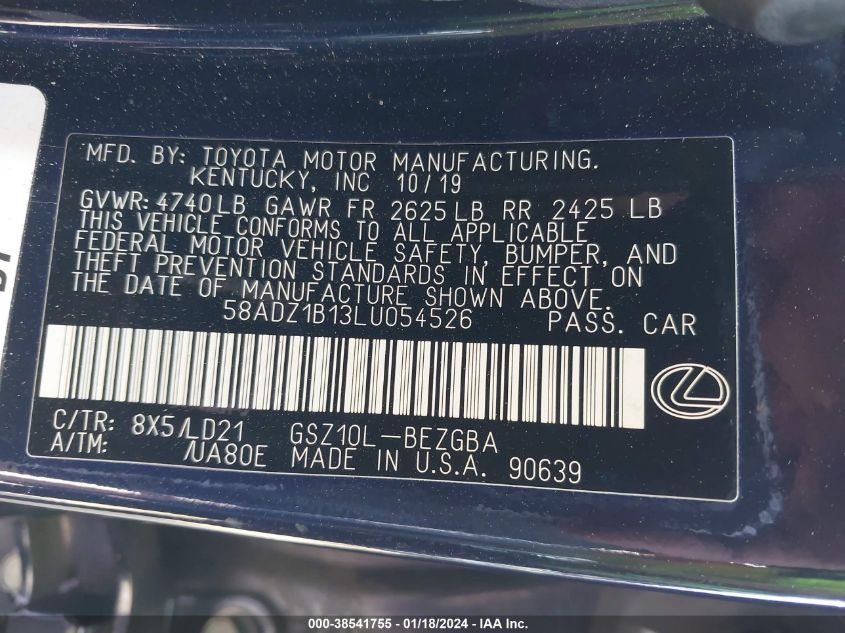 MFD. BY: TOYOTA MOTOR MANUFACTURING.
KENTUCKY, INC 10/19
GVWR: 4740LB GAWR FR 2625 LB RR 2425 LB
THIS VEHICLE CONFORMS TO ALL APPLICABLE
FEDERAL MOTOR VEHICLE SAFETY, BUMPER, AND
THEFT PREVENTION STANDARDS IN EFFECT ON
THE DATE OF MANUFACTURE SHOWN ABOVE.
58ADZ1B13LU054526 PASS. CAR
C/TR: 8X5/LD21 GSZ10L-BEZGBA
A/TM: /UA80E MADE IN U.S.A. 90639
000-38541755 - 01/18/2024 - IAA Inc.